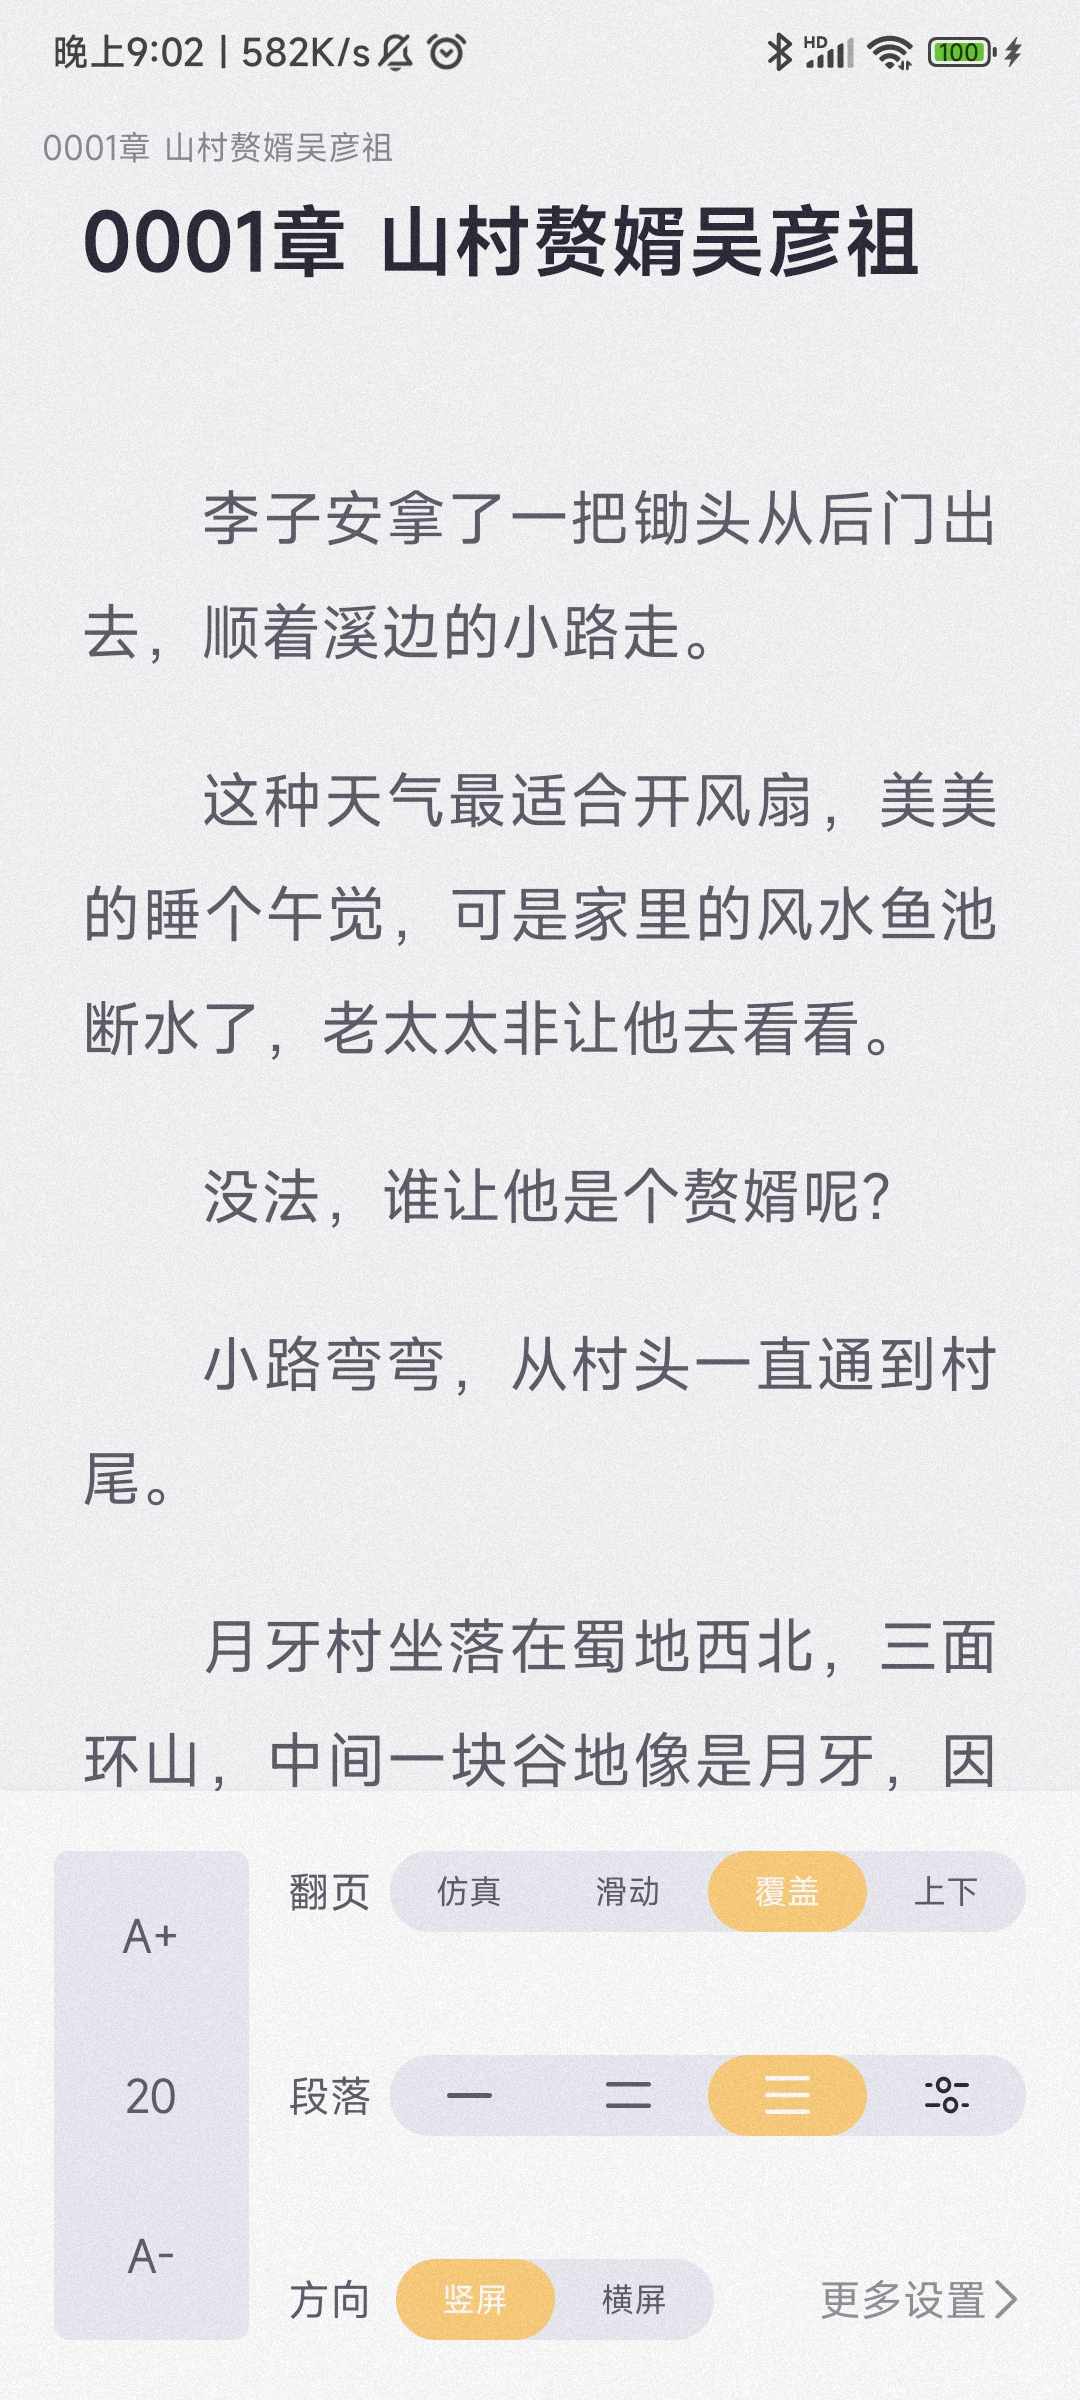 晚上9:02 | 582K/s
HD
100
0001章 山村赘婿吴彦祖
0001章 山村赘婿吴彦祖
李子安拿了一把锄头从后门出
去，顺着溪边的小路走。
这种天气最适合开风扇，美美
的睡个午觉，可是家里的风水鱼池
断水了，老太太非让他去看看。
没法，谁让他是个赘婿呢？
小路弯弯，从村头一直通到村
尾。
月牙村坐落在蜀地西北，三面
环山，中间一块谷地像是月牙，因
A+
20
A-
翻页 仿真 滑动 覆盖 上下
段落
方向 竖屏 横屏 更多设置